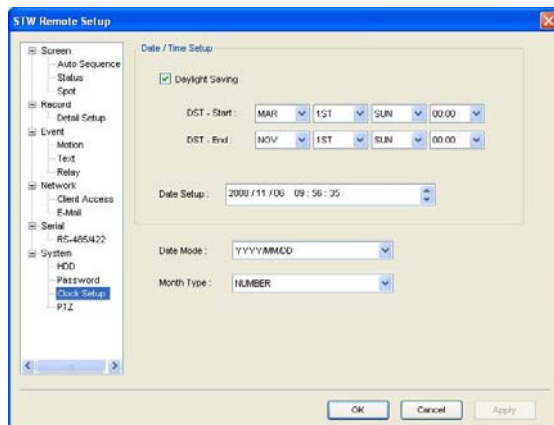 STW Remote Setup
Screen
Auto Sequence
Status
Spot
Record
Detail Setup
Event
Motion
Text
Relay
Network
Client Access
E-Mail
Serial
RS-485/422
System
HDD
Password
Clock Setup
PTZ
Date / Time Setup
Daylight Saving
DST - Start : MAR 1ST SUN 00:00
DST - End : NOV 1ST SUN 00:00
Date Setup : 2008 / 11 / 06 09 : 56 : 35
Date Mode : YYYY/MM/DD
Month Type : NUMBER
OK Cancel Apply